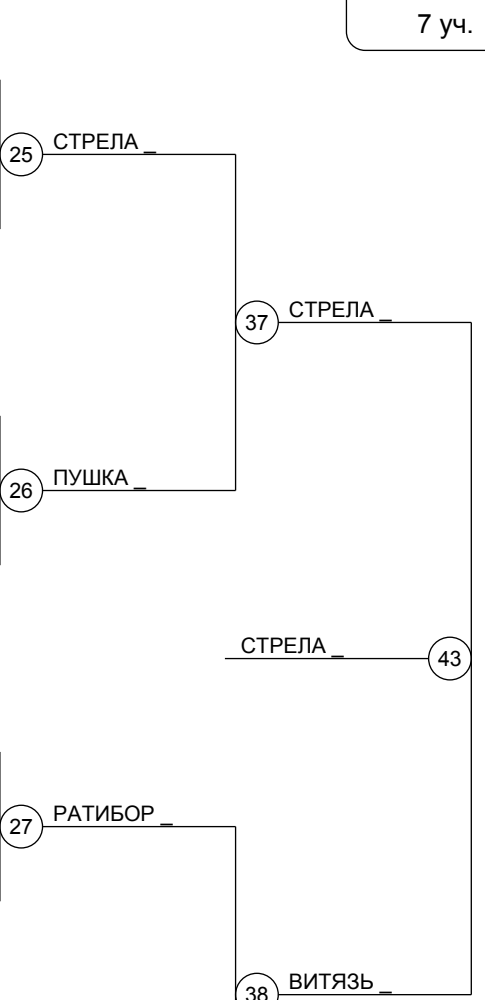 7 уч.
25 СТРЕЛА _
37 СТРЕЛА _
26 ПУШКА _
СТРЕЛА _ 43
27 РАТИБОР _
38 ВИТЯЗЬ _